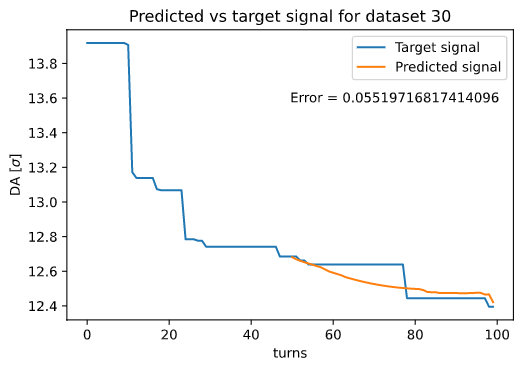 Predicted vs target signal for dataset 30
Target signal
Predicted signal
Error = 0.05519716817414096
DA [σ]
13.8
13.6
13.4
13.2
13.0
12.8
12.6
12.4
0 20 40 60 80 100
turns